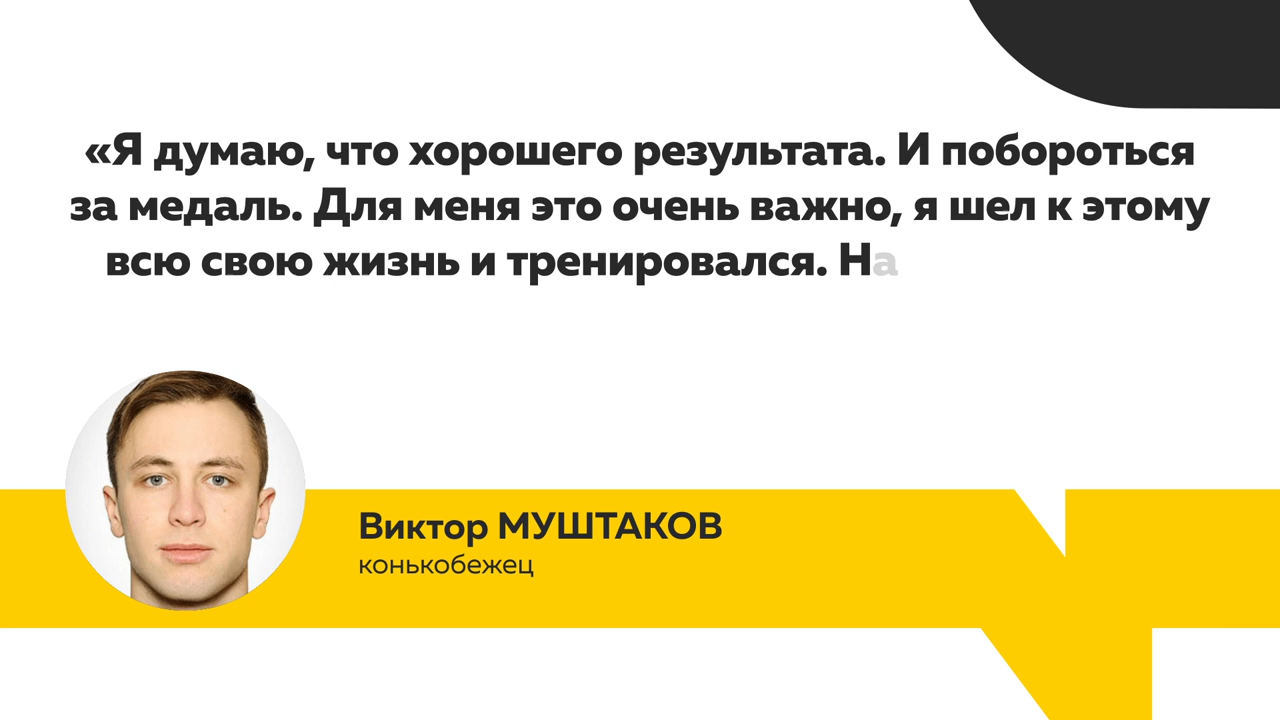 «Я думаю, что хорошего результата. И побороться
за медаль. Для меня это очень важно, я шел к этому
всю свою жизнь и тренировался. На
Виктор МУШТАКОВ
конькобежец